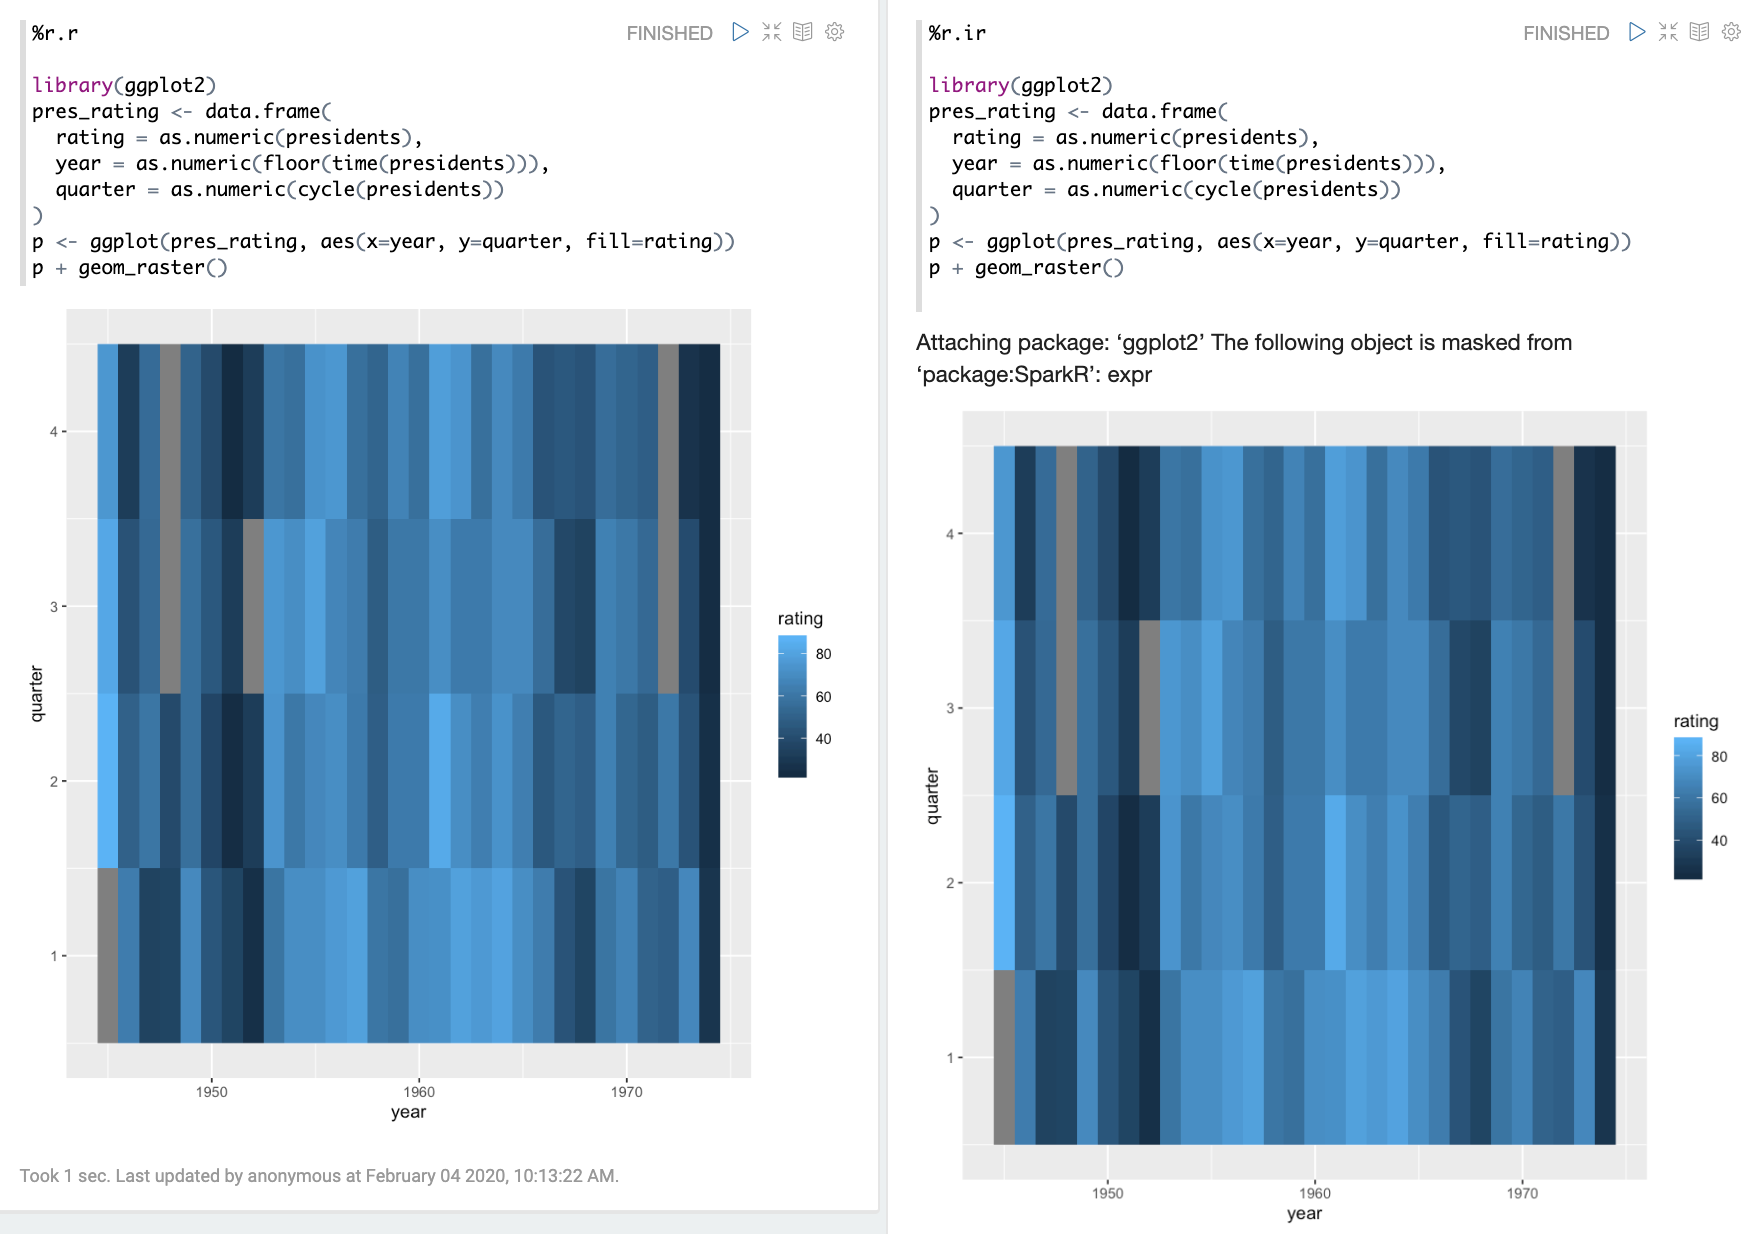 %r.r
FINISHED
library(ggplot2)
pres_rating <- data.frame(
  rating = as.numeric(presidents),
  year = as.numeric(floor(time(presidents))),
  quarter = as.numeric(cycle(presidents))
)
p <- ggplot(pres_rating, aes(x=year, y=quarter, fill=rating))
p + geom_raster()
4
3
2
1
quarter
1950 1960 1970
year
rating
80
60
40
Took 1 sec. Last updated by anonymous at February 04 2020, 10:13:22 AM.
%r.ir
FINISHED
library(ggplot2)
pres_rating <- data.frame(
  rating = as.numeric(presidents),
  year = as.numeric(floor(time(presidents))),
  quarter = as.numeric(cycle(presidents))
)
p <- ggplot(pres_rating, aes(x=year, y=quarter, fill=rating))
p + geom_raster()
Attaching package: ‘ggplot2’ The following object is masked from
‘package:SparkR’: expr
4
3
2
1
quarter
1950 1960 1970
year
rating
80
60
40